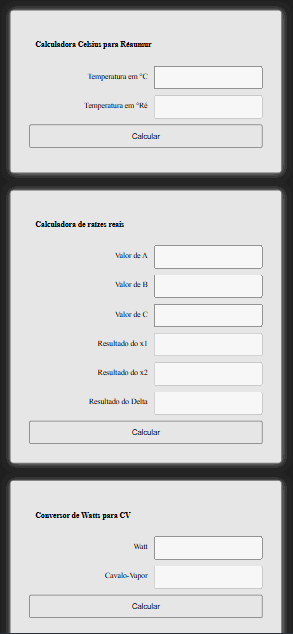 Calculadora Celsius para Réaumur
Temperatura em °C
Temperatura em °Ré
Calcular
Calculadora de raízes reais
Valor de A
Valor de B
Valor de C
Resultado do x1
Resultado do x2
Resultado do Delta
Calcular
Conversor de Watts para CV
Watt
Cavalo-Vapor
Calcular